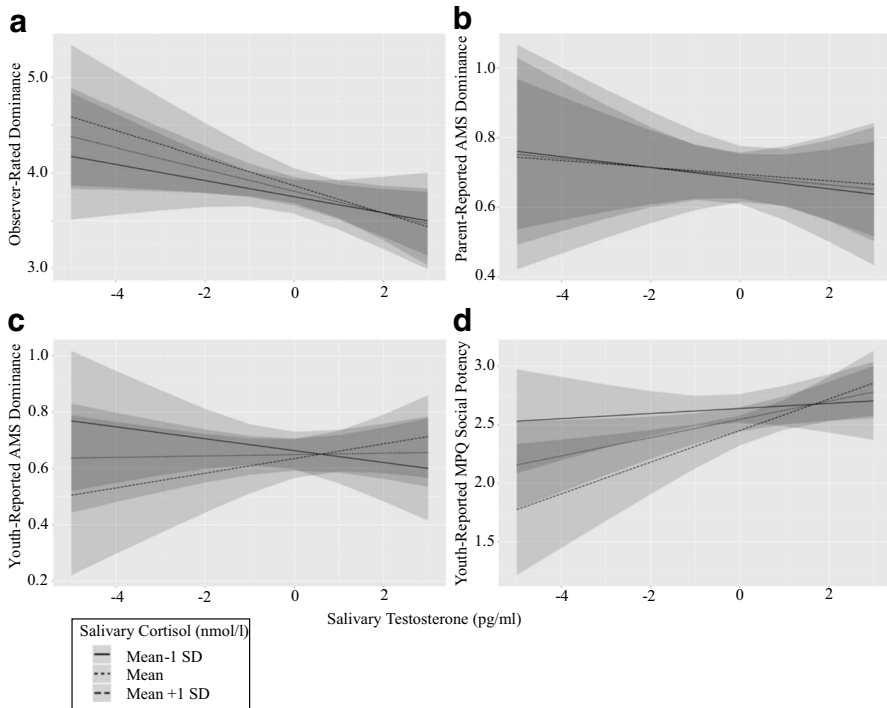 a
b
Observer-Rated Dominance
5.0
4.0
3.0
-4
-2
0
2
Parent-Reported AMS Dominance
1.0
0.8
0.6
0.4
-4
-2
0
2
c
d
Youth-Reported AMS Dominance
1.0
0.8
0.6
0.4
0.2
-4
-2
0
2
Youth-Reported MPQ Social Potency
3.0
2.5
2.0
1.5
-4
-2
0
2
Salivary Testosterone (pg/ml)
Salivary Cortisol (nmol/l)
Mean-1 SD
Mean
Mean +1 SD